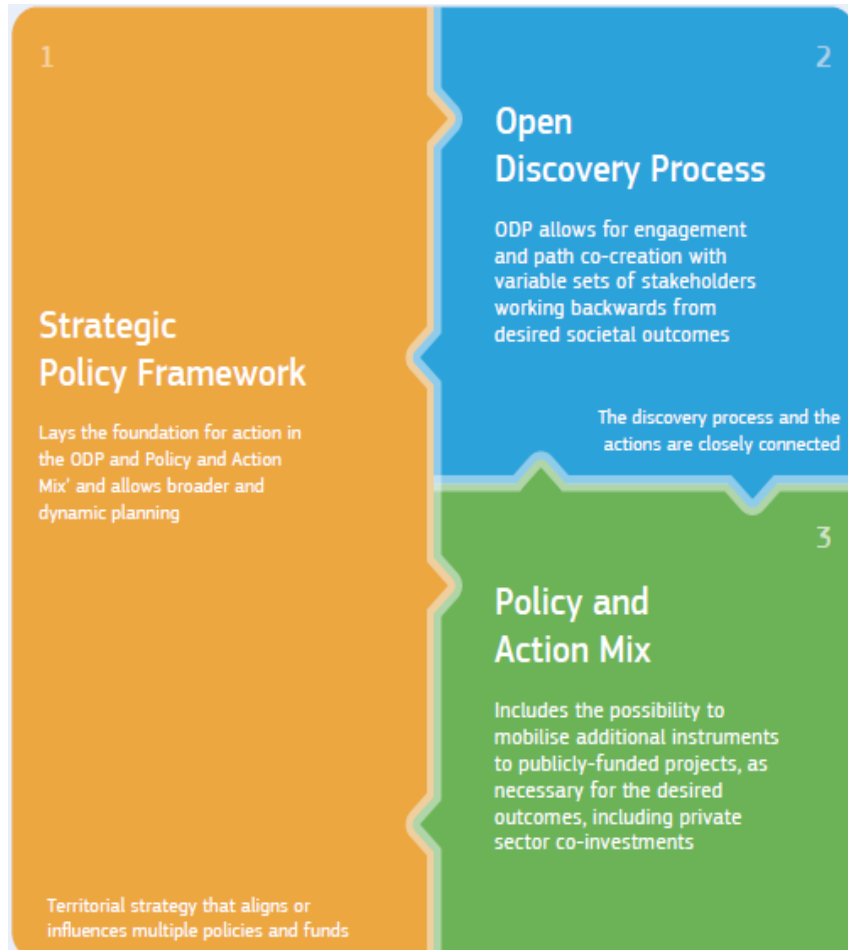 1
Strategic
Policy Framework
Lays the foundation for action in
the ODP and Policy and Action
Mix' and allows broader and
dynamic planning
Territorial strategy that aligns or
influences multiple policies and funds
2
Open
Discovery Process
ODP allows for engagement
and path co-creation with
variable sets of stakeholders
working backwards from
desired societal outcomes
The discovery process and the
actions are closely connected
3
Policy and
Action Mix
Includes the possibility to
mobilise additional instruments
to publicly-funded projects, as
necessary for the desired
outcomes, including private
sector co-investments